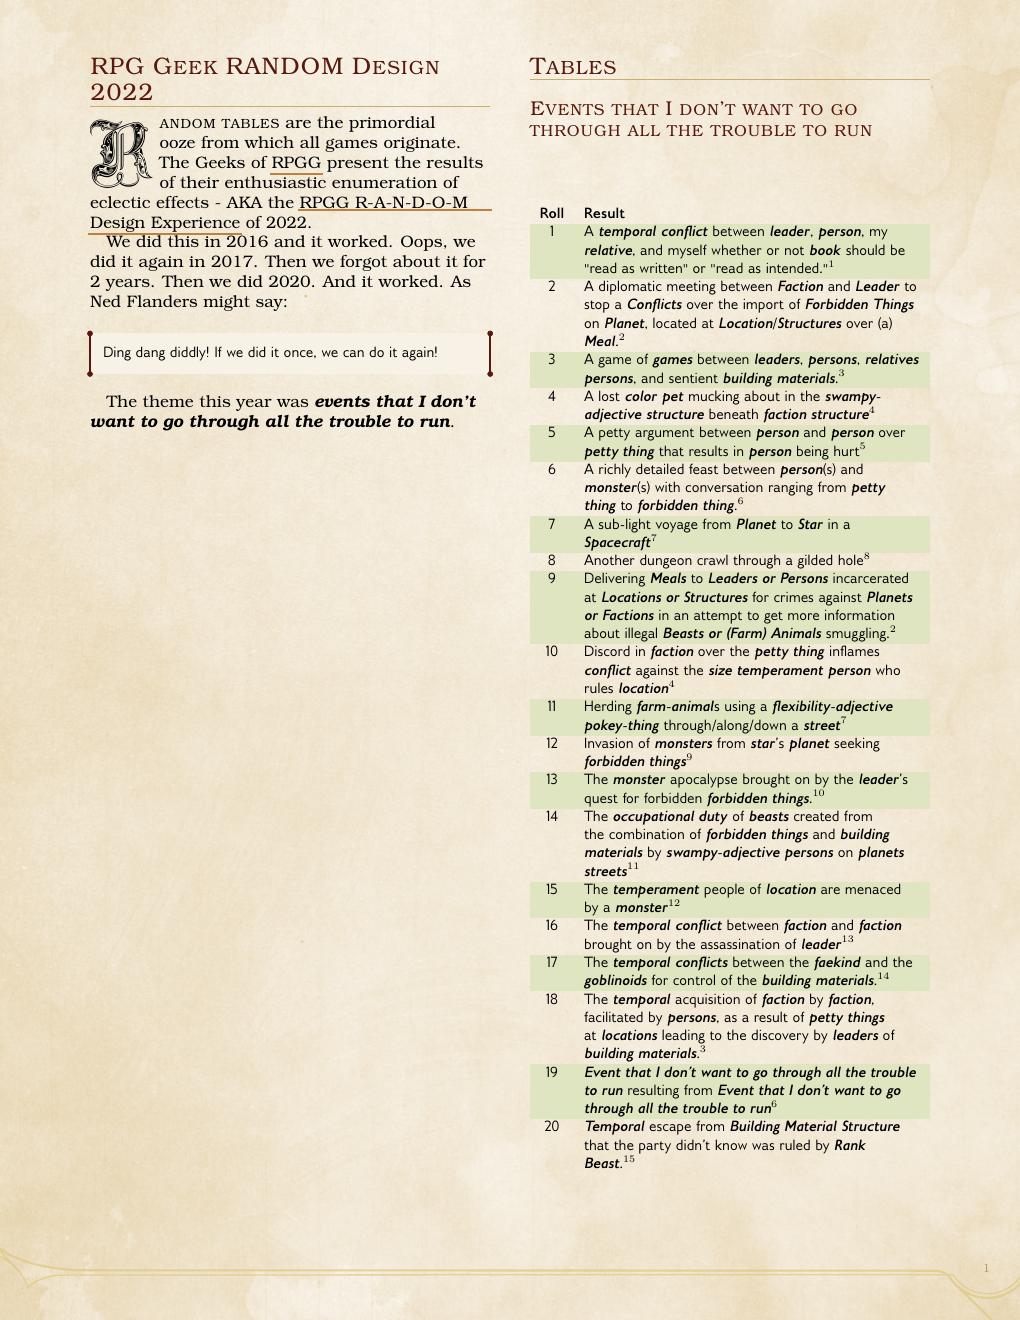 RPG GEEK RANDOM DESIGN
2022
RANDOM TABLES are the primordial
ooze from which all games originate.
The Geeks of RPGG present the results
of their enthusiastic enumeration of
eclectic effects - AKA the RPGG R-A-N-D-O-M
Design Experience of 2022.
We did this in 2016 and it worked. Oops, we
did it again in 2017. Then we forgot about it for
2 years. Then we did 2020. And it worked. As
Ned Flanders might say:
Ding dang diddly! If we did it once, we can do it again!
The theme this year was events that I don't
want to go through all the trouble to run.
TABLES
EVENTS THAT I DON'T WANT TO GO
THROUGH ALL THE TROUBLE TO RUN
Roll Result
1 A temporal conflict between leader, person, my
relative, and myself whether or not book should be
"read as written" or "read as intended."1
2 A diplomatic meeting between Faction and Leader to
stop a Conflicts over the import of Forbidden Things
on Planet, located at Location/Structures over (a)
Meal.2
3 A game of games between leaders, persons, relatives
persons, and sentient building materials.3
4 A lost color pet mucking about in the swampy-
adjective structure beneath faction structure4
5 A petty argument between person and person over
petty thing that results in person being hurt5
6 A richly detailed feast between person(s) and
monster(s) with conversation ranging from petty
thing to forbidden thing.6
7 A sub-light voyage from Planet to Star in a
Spacecraft7
8 Another dungeon crawl through a gilded hole8
9 Delivering Meals to Leaders or Persons incarcerated
at Locations or Structures for crimes against Planets
or Factions in an attempt to get more information
about illegal Beasts or (Farm) Animals smuggling.2
10 Discord in faction over the petty thing inflames
conflict against the size temperament person who
rules location4
11 Herding farm-animals using a flexibility-adjective
pokey-thing through/along/down a street7
12 Invasion of monsters from star's planet seeking
forbidden things9
13 The monster apocalypse brought on by the leader's
quest for forbidden forbidden things.10
14 The occupational duty of beasts created from
the combination of forbidden things and building
materials by swampy-adjective persons on planets
streets11
15 The temperament people of location are menaced
by a monster12
16 The temporal conflict between faction and faction
brought on by the assassination of leader13
17 The temporal conflicts between the faekind and the
goblinoids for control of the building materials.14
18 The temporal acquisition of faction by faction,
facilitated by persons, as a result of petty things
at locations leading to the discovery by leaders of
building materials.3
19 Event that I don't want to go through all the trouble
to run resulting from Event that I don't want to go
through all the trouble to run6
20 Temporal escape from Building Material Structure
that the party didn't know was ruled by Rank
Beast.15
1